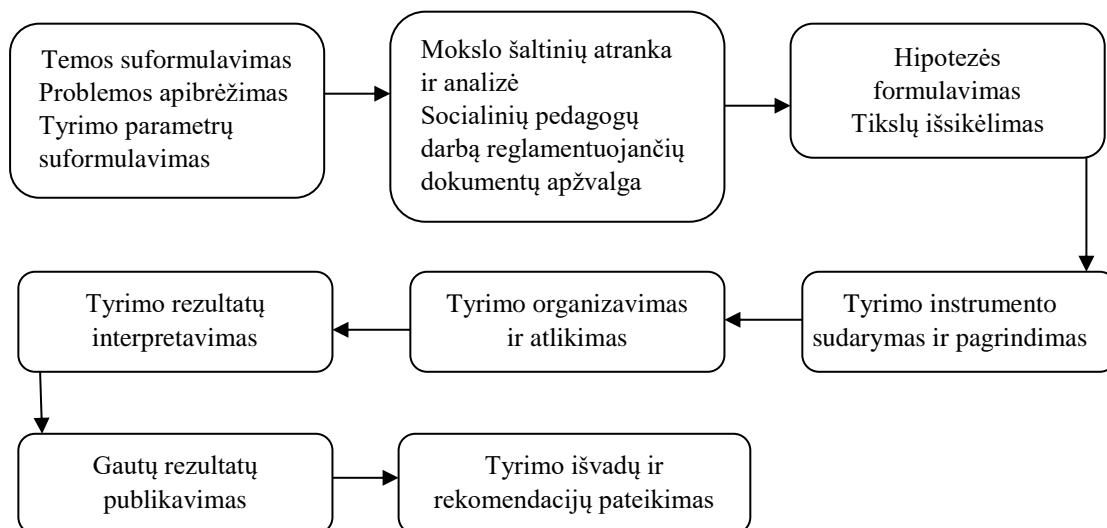 Temos suformulavimas
Problemos apibrėžimas
Tyrimo parametrų
suformulavimas
Mokslo šaltinių atranka
ir analizė
Socialinių pedagogų
darbą reglamentuojančių
dokumentų apžvalga
Hipotezės
formulavimas
Tikslų išsikėlimas
Tyrimo instrumento
sudarymas ir pagrindimas
Tyrimo organizavimas
ir atlikimas
Tyrimo rezultatų
interpretavimas
Gautų rezultatų
publikavimas
Tyrimo išvadų ir
rekomendacijų pateikimas